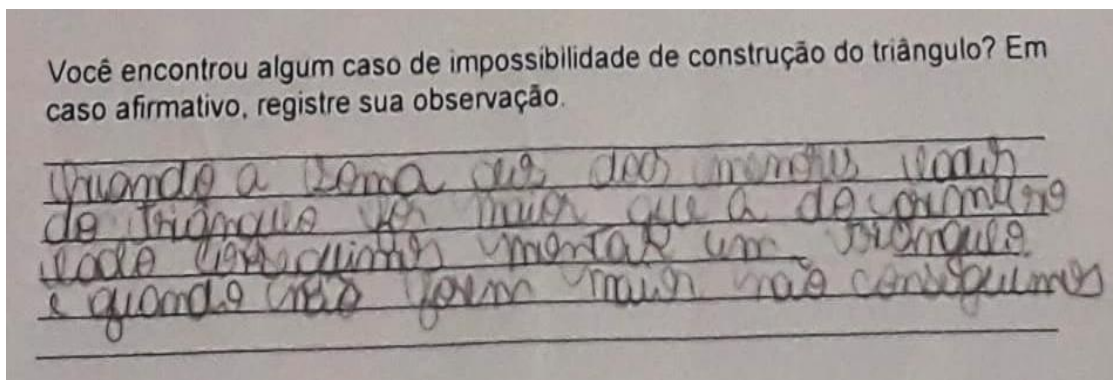 Você encontrou algum caso de impossibilidade de construção do triângulo? Em
caso afirmativo, registre sua observação.
Quando a soma dos dois menores lados
do triângulo for maior que a do primeiro
lado conseguimos montar um triângulo.
e quando não forem maior não conseguimos